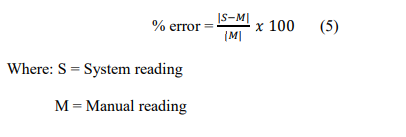 % error = |S−M| / |M| x 100 (5)
Where: S = System reading
M = Manual reading